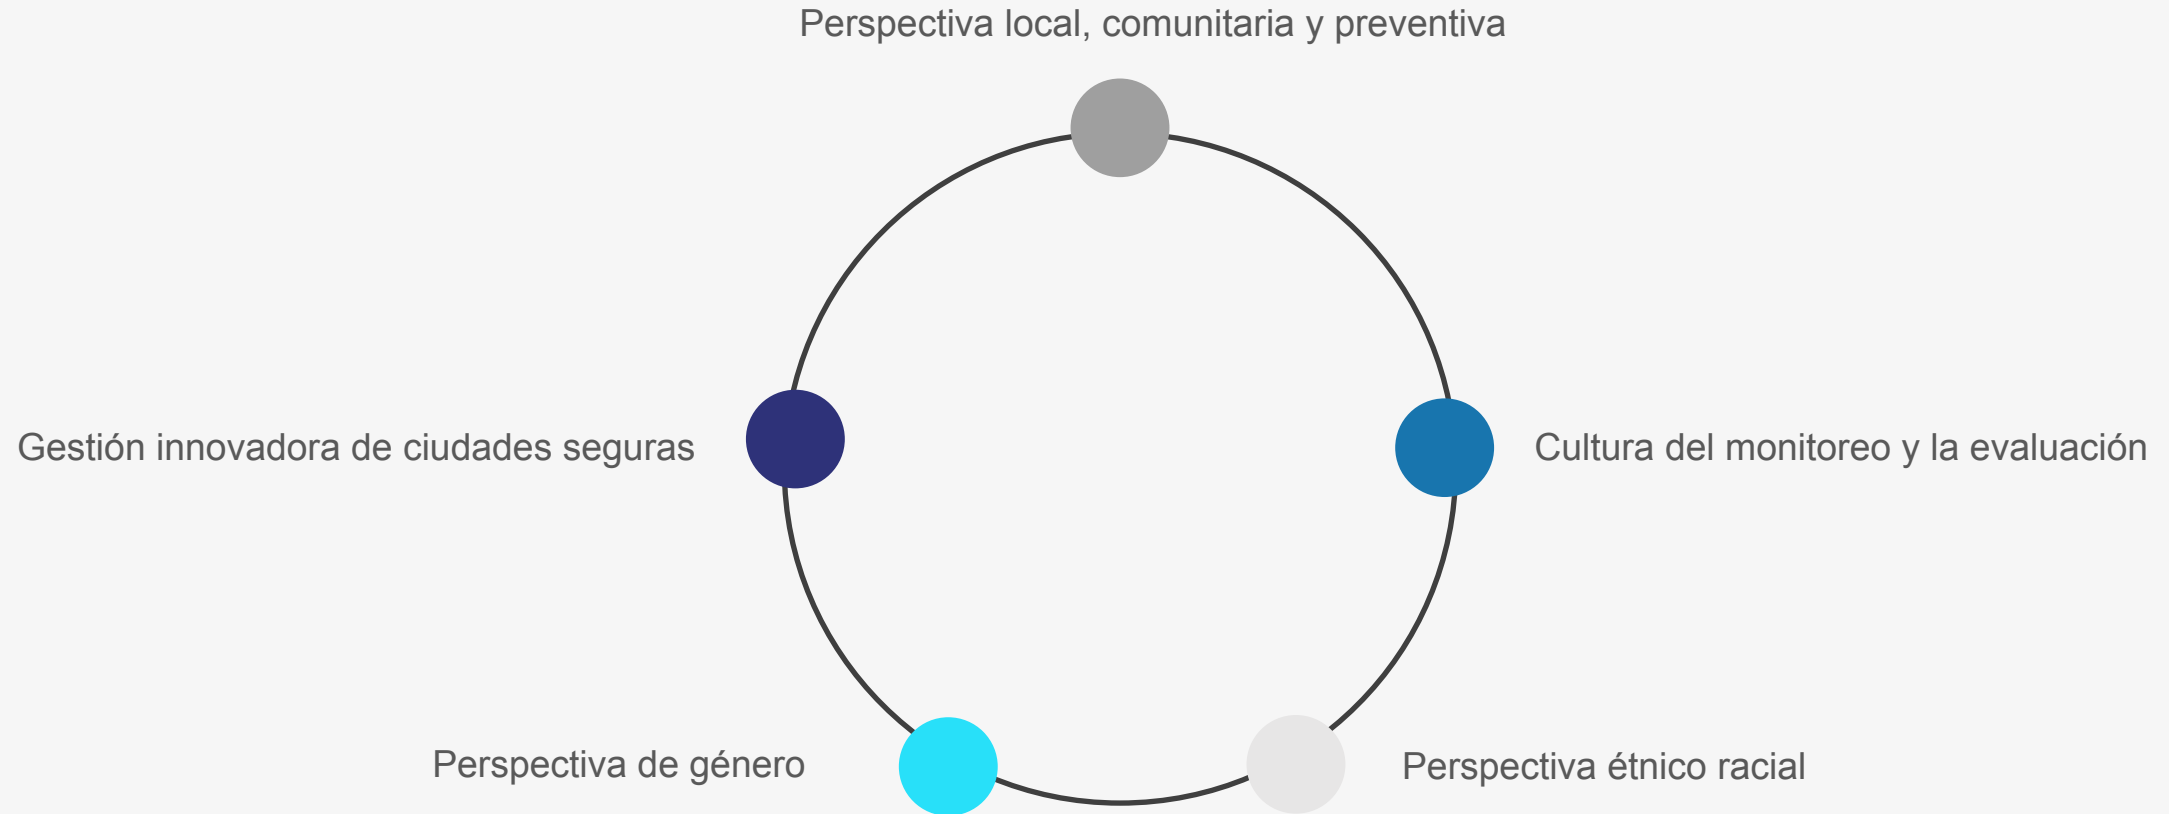 Perspectiva local, comunitaria y preventiva
Gestión innovadora de ciudades seguras
Cultura del monitoreo y la evaluación
Perspectiva de género
Perspectiva étnico racial